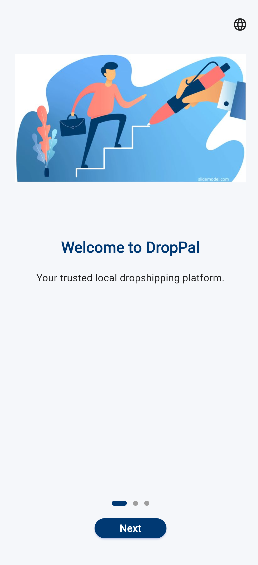 Welcome to DropPal
Your trusted local dropshipping platform.
Next